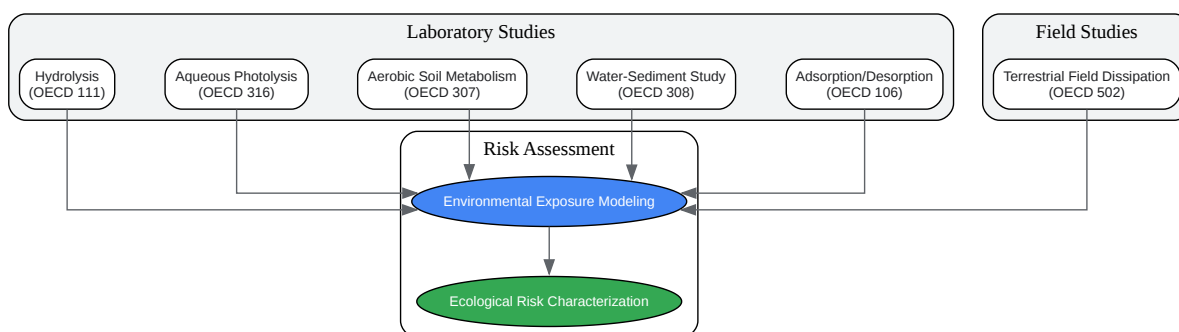 Laboratory Studies
Field Studies
Hydrolysis
(OECD 111)
Aqueous Photolysis
(OECD 316)
Aerobic Soil Metabolism
(OECD 307)
Water-Sediment Study
(OECD 308)
Adsorption/Desorption
(OECD 106)
Terrestrial Field Dissipation
(OECD 502)
Risk Assessment
Environmental Exposure Modeling
Ecological Risk Characterization